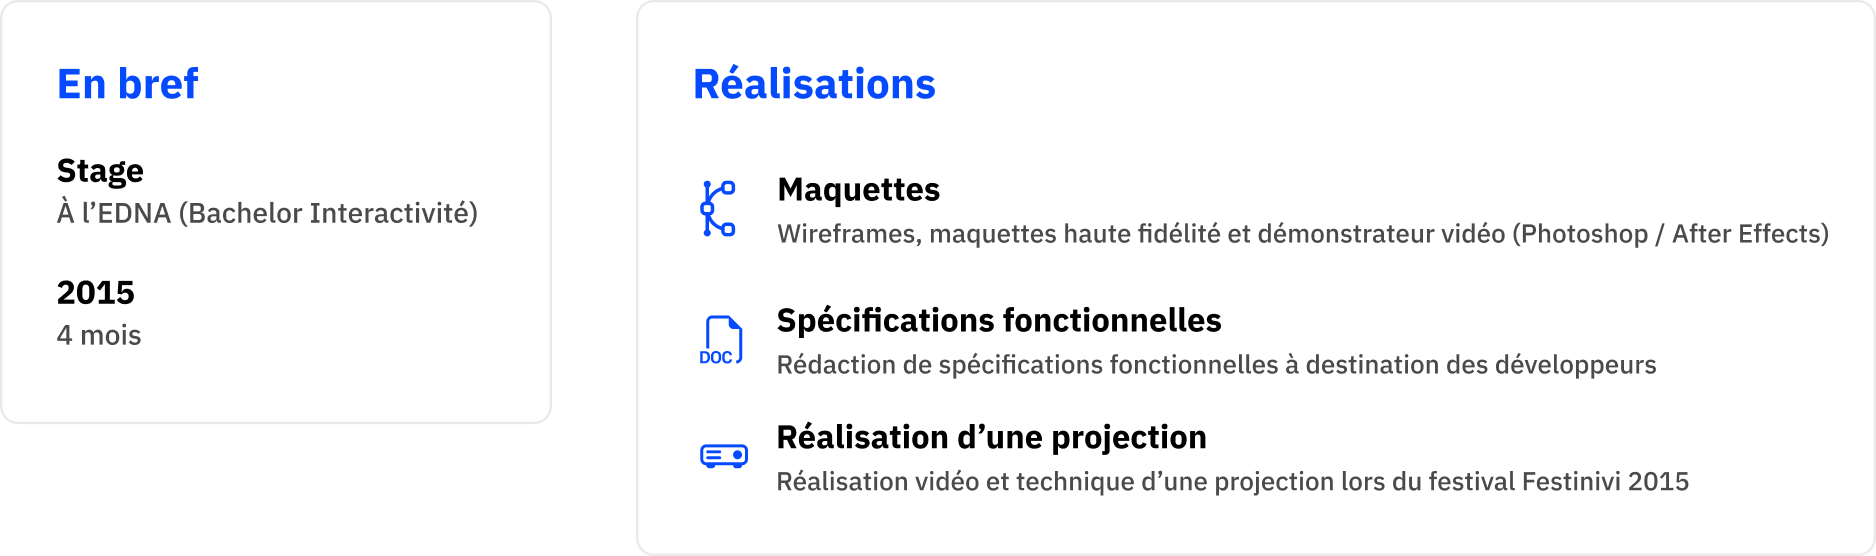 En bref
Stage
À l’EDNA (Bachelor Interactivité)
2015
4 mois
Réalisations
Maquettes
Wireframes, maquettes haute fidélité et démonstrateur vidéo (Photoshop / After Effects)
DOC
Spécifications fonctionnelles
Rédaction de spécifications fonctionnelles à destination des développeurs
Réalisation d’une projection
Réalisation vidéo et technique d’une projection lors du festival Festinivi 2015